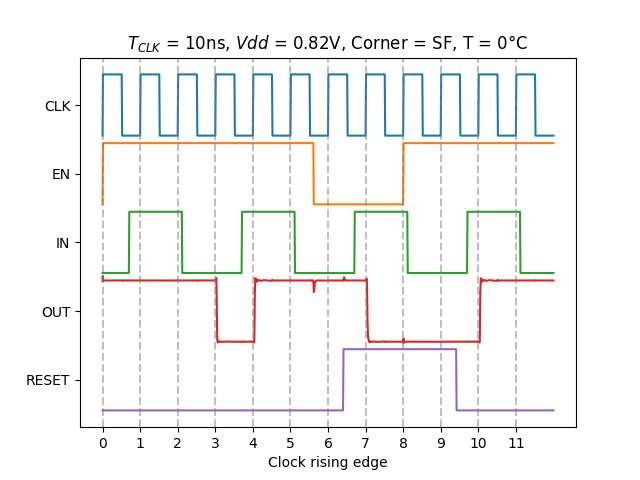 T_CLK = 10ns, Vdd = 0.82V, Corner = SF, T = 0°C
CLK
EN
IN
OUT
RESET
0 1 2 3 4 5 6 7 8 9 10 11
Clock rising edge